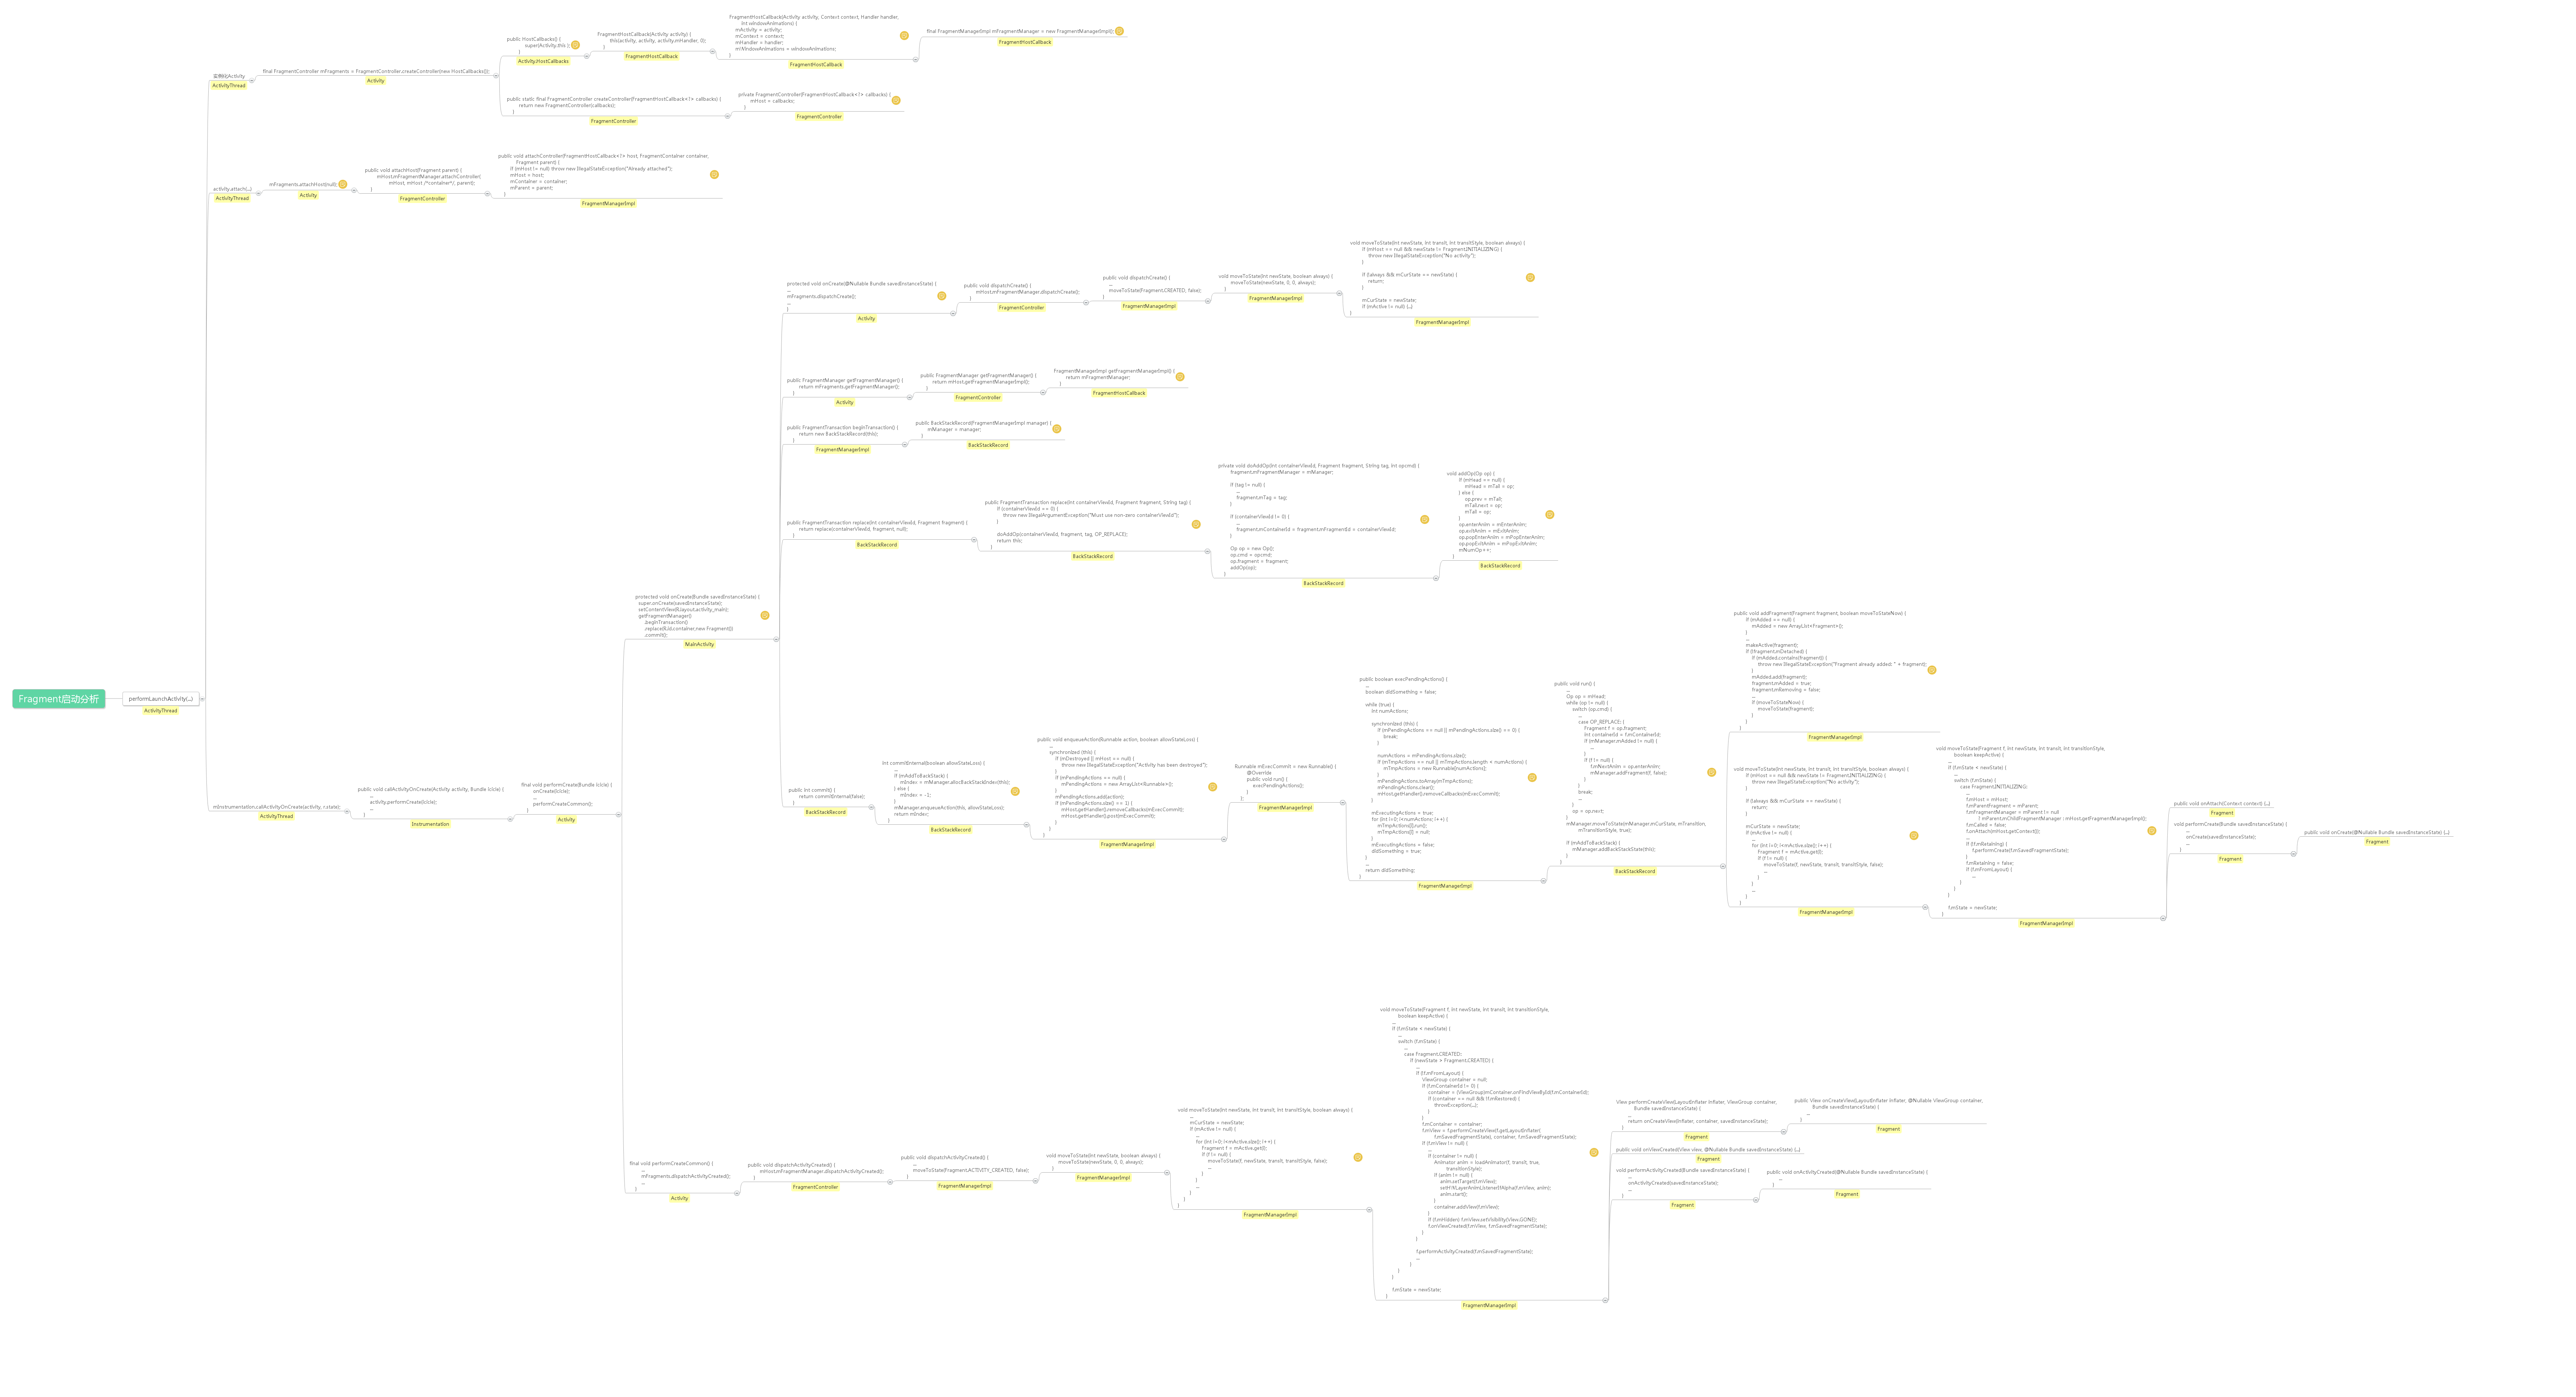 Fragment启动分析
performLaunchActivity(...)
ActivityThread
实例化Activity
ActivityThread
final FragmentController mFragments = FragmentController.createController(new HostCallbacks());
Activity
public HostCallbacks() {
super(Activity.this );
}
Activity.HostCallbacks
FragmentHostCallback(Activity activity) {
this(activity, activity, activity.mHandler, 0);
}
FragmentHostCallback
FragmentHostCallback(Activity activity, Context context, Handler handler,
int windowAnimations) {
mActivity = activity;
mContext = context;
mHandler = handler;
mWindowAnimations = windowAnimations;
}
FragmentHostCallback
final FragmentManagerImpl mFragmentManager = new FragmentManagerImpl();
FragmentHostCallback
public static final FragmentController createController(FragmentHostCallback<?> callbacks) {
return new FragmentController(callbacks);
}
FragmentController
private FragmentController(FragmentHostCallback<?> callbacks) {
mHost = callbacks;
}
FragmentController
activity.attach(...)
ActivityThread
mFragments.attachHost(null);
Activity
public void attachHost(Fragment parent) {
mHost.mFragmentManager.attachController(
mHost, mHost /*container*/, parent);
}
FragmentController
public void attachController(FragmentHostCallback<?> host, FragmentContainer container,
Fragment parent) {
if (mHost != null) throw new IllegalStateException("Already attached");
mHost = host;
mContainer = container;
mParent = parent;
}
FragmentManagerImpl
mInstrumentation.callActivityOnCreate(activity, r.state);
ActivityThread
public void callActivityOnCreate(Activity activity, Bundle icicle) {
...
activity.performCreate(icicle);
...
}
Instrumentation
final void performCreate(Bundle icicle) {
onCreate(icicle);
...
performCreateCommon();
}
Activity
protected void onCreate(Bundle savedInstanceState) {
super.onCreate(savedInstanceState);
setContentView(R.layout.activity_main);
getFragmentManager()
.beginTransaction()
.replace(R.id.container,new Fragment())
.commit()
MainActivity
protected void onCreate(@Nullable Bundle savedInstanceState) {
...
mFragments.dispatchCreate();
...
}
Activity
public void dispatchCreate() {
mHost.mFragmentManager.dispatchCreate();
}
FragmentController
public void dispatchCreate() {
...
moveToState(Fragment.CREATED, false);
}
FragmentManagerImpl
void moveToState(int newState, boolean always) {
moveToState(newState, 0, 0, always);
}
FragmentManagerImpl
void moveToState(int newState, int transit, int transitStyle, boolean always) {
if (mHost == null && newState != Fragment.INITIALIZING) {
throw new IllegalStateException("No activity");
}
if (!always && mCurState == newState) {
return;
}
mCurState = newState;
if (mActive != null) {...}
}
FragmentManagerImpl
public FragmentManager getFragmentManager() {
return mFragments.getFragmentManager();
}
Activity
public FragmentManager getFragmentManager() {
return mHost.getFragmentManagerImpl();
}
FragmentController
FragmentManagerImpl getFragmentManagerImpl() {
return mFragmentManager;
}
FragmentHostCallback
public FragmentTransaction beginTransaction() {
return new BackStackRecord(this);
}
FragmentManagerImpl
public BackStackRecord(FragmentManagerImpl manager) {
mManager = manager;
}
BackStackRecord
public FragmentTransaction replace(int containerViewId, Fragment fragment) {
return replace(containerViewId, fragment, null);
}
BackStackRecord
public FragmentTransaction replace(int containerViewId, Fragment fragment, String tag) {
if (containerViewId == 0) {
throw new IllegalArgumentException("Must use non-zero containerViewId");
}
doAddOp(containerViewId, fragment, tag, OP_REPLACE);
return this;
}
BackStackRecord
private void doAddOp(int containerViewId, Fragment fragment, String tag, int opcmd) {
fragment.mFragmentManager = mManager;
if (tag != null) {
...
fragment.mTag = tag;
}
if (containerViewId != 0) {
...
fragment.mContainerId = fragment.mFragmentId = containerViewId;
}
Op op = new Op();
op.cmd = opcmd;
op.fragment = fragment;
addOp(op);
}
BackStackRecord
void addOp(Op op) {
if (mHead == null) {
mHead = mTail = op;
} else {
op.prev = mTail;
mTail.next = op;
mTail = op;
}
op.enterAnim = mEnterAnim;
op.exitAnim = mExitAnim;
op.popEnterAnim = mPopEnterAnim;
op.popExitAnim = mPopExitAnim;
mNumOp++;
}
BackStackRecord
public int commit() {
return commitInternal(false);
}
BackStackRecord
int commitInternal(boolean allowStateLoss) {
...
if (mAddToBackStack) {
mIndex = mManager.allocBackStackIndex(this);
} else {
mIndex = -1;
}
mManager.enqueueAction(this, allowStateLoss);
return mIndex;
}
BackStackRecord
public void enqueueAction(Runnable action, boolean allowStateLoss) {
...
synchronized (this) {
if (mDestroyed || mHost == null) {
throw new IllegalStateException("Activity has been destroyed");
}
if (mPendingActions == null) {
mPendingActions = new ArrayList<Runnable>();
}
mPendingActions.add(action);
if (mPendingActions.size() == 1) {
mHost.getHandler().removeCallbacks(mExecCommit);
mHost.getHandler().post(mExecCommit);
}
}
}
FragmentManagerImpl
Runnable mExecCommit = new Runnable() {
@Override
public void run() {
execPendingActions();
}
};
FragmentManagerImpl
public boolean execPendingActions() {
...
boolean didSomething = false;
while (true) {
int numActions;
synchronized (this) {
if (mPendingActions == null || mPendingActions.size() == 0) {
break;
}
numActions = mPendingActions.size();
if (mTmpActions == null || mTmpActions.length < numActions) {
mTmpActions = new Runnable[numActions];
}
mPendingActions.toArray(mTmpActions);
mPendingActions.clear();
mHost.getHandler().removeCallbacks(mExecCommit);
}
mExecutingActions = true;
for (int i=0; i<numActions; i++) {
mTmpActions[i].run();
mTmpActions[i] = null;
}
mExecutingActions = false;
didSomething = true;
}
...
return didSomething;
}
FragmentManagerImpl
public void run() {
...
Op op = mHead;
while (op != null) {
switch (op.cmd) {
...
case OP_REPLACE: {
Fragment f = op.fragment;
int containerId = f.mContainerId;
if (mManager.mAdded != null) {
...
}
if (f != null) {
f.mNextAnim = op.enterAnim;
mManager.addFragment(f, false);
}
}
break;
...
}
op = op.next;
}
mManager.moveToState(mManager.mCurState, mTransition,
mTransitionStyle, true);
if (mAddToBackStack) {
mManager.addBackStackState(this);
}
}
BackStackRecord
public void addFragment(Fragment fragment, boolean moveToStateNow) {
if (mAdded == null) {
mAdded = new ArrayList<Fragment>();
}
...
makeActive(fragment);
if (!fragment.mDetached) {
if (mAdded.contains(fragment)) {
throw new IllegalStateException("Fragment already added: " + fragment);
}
mAdded.add(fragment);
fragment.mAdded = true;
fragment.mRemoving = false;
...
if (moveToStateNow) {
moveToState(fragment);
}
}
}
FragmentManagerImpl
void moveToState(int newState, int transit, int transitStyle, boolean always) {
if (mHost == null && newState != Fragment.INITIALIZING) {
throw new IllegalStateException("No activity");
}
if (!always && mCurState == newState) {
return;
}
mCurState = newState;
if (mActive != null) {
...
for (int i=0; i<mActive.size(); i++) {
Fragment f = mActive.get(i);
if (f != null) {
moveToState(f, newState, transit, transitStyle, false);
...
}
}
...
}
}
FragmentManagerImpl
void moveToState(Fragment f, int newState, int transit, int transitionStyle,
boolean keepActive) {
...
if (f.mState < newState) {
...
switch (f.mState) {
case Fragment.INITIALIZING:
...
f.mHost = mHost;
f.mParentFragment = mParent;
f.mFragmentManager = mParent != null
? mParent.mChildFragmentManager : mHost.getFragmentManagerImpl();
f.mCalled = false;
f.onAttach(mHost.getContext());
...
if (!f.mRetaining) {
f.performCreate(f.mSavedFragmentState);
}
f.mRetaining = false;
if (f.mFromLayout) {
...
}
}
}
f.mState = newState;
}
FragmentManagerImpl
public void onAttach(Context context) {...}
Fragment
void performCreate(Bundle savedInstanceState) {
...
onCreate(savedInstanceState);
...
}
Fragment
public void onCreate(@Nullable Bundle savedInstanceState) {...}
Fragment
final void performCreateCommon() {
...
mFragments.dispatchActivityCreated();
...
}
Activity
public void dispatchActivityCreated() {
mHost.mFragmentManager.dispatchActivityCreated();
}
FragmentController
public void dispatchActivityCreated() {
...
moveToState(Fragment.ACTIVITY_CREATED, false);
}
FragmentManagerImpl
void moveToState(int newState, boolean always) {
moveToState(newState, 0, 0, always);
}
FragmentManagerImpl
void moveToState(int newState, int transit, int transitStyle, boolean always) {
...
mCurState = newState;
if (mActive != null) {
...
for (int i=0; i<mActive.size(); i++) {
Fragment f = mActive.get(i);
if (f != null) {
moveToState(f, newState, transit, transitStyle, false);
...
}
}
...
}
}
FragmentManagerImpl
void moveToState(Fragment f, int newState, int transit, int transitionStyle,
boolean keepActive) {
...
if (f.mState < newState) {
...
switch (f.mState) {
...
case Fragment.CREATED:
if (newState > Fragment.CREATED) {
...
if (!f.mFromLayout) {
ViewGroup container = null;
if (f.mContainerId != 0) {
container = (ViewGroup)mContainer.onFindViewById(f.mContainerId);
if (container == null && !f.mRestored) {
throwException(...);
}
}
f.mContainer = container;
f.mView = f.performCreateView(f.getLayoutInflater(
f.mSavedFragmentState), container, f.mSavedFragmentState);
if (f.mView != null) {
...
if (container != null) {
Animator anim = loadAnimator(f, transit, true,
transitionStyle);
if (anim != null) {
anim.setTarget(f.mView);
setHWLayerAnimListenerIfAlpha(f.mView, anim);
anim.start();
}
container.addView(f.mView);
}
if (f.mHidden) f.mView.setVisibility(View.GONE);
f.onViewCreated(f.mView, f.mSavedFragmentState);
}
}
f.performActivityCreated(f.mSavedFragmentState);
...
}
}
}
f.mState = newState;
}
FragmentManagerImpl
View performCreateView(LayoutInflater inflater, ViewGroup container,
Bundle savedInstanceState) {
...
return onCreateView(inflater, container, savedInstanceState);
}
Fragment
public View onCreateView(LayoutInflater inflater, @Nullable ViewGroup container,
Bundle savedInstanceState) {
...
}
Fragment
public void onViewCreated(View view, @Nullable Bundle savedInstanceState) {...}
Fragment
void performActivityCreated(Bundle savedInstanceState) {
...
onActivityCreated(savedInstanceState);
...
}
Fragment
public void onActivityCreated(@Nullable Bundle savedInstanceState) {
...
}
Fragment